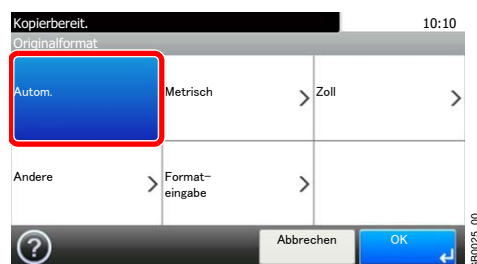 Kopierbereit. 10:10
Originalformat
Autom. Metrisch Zoll
Andere Format-
eingabe
? Abbrechen OK